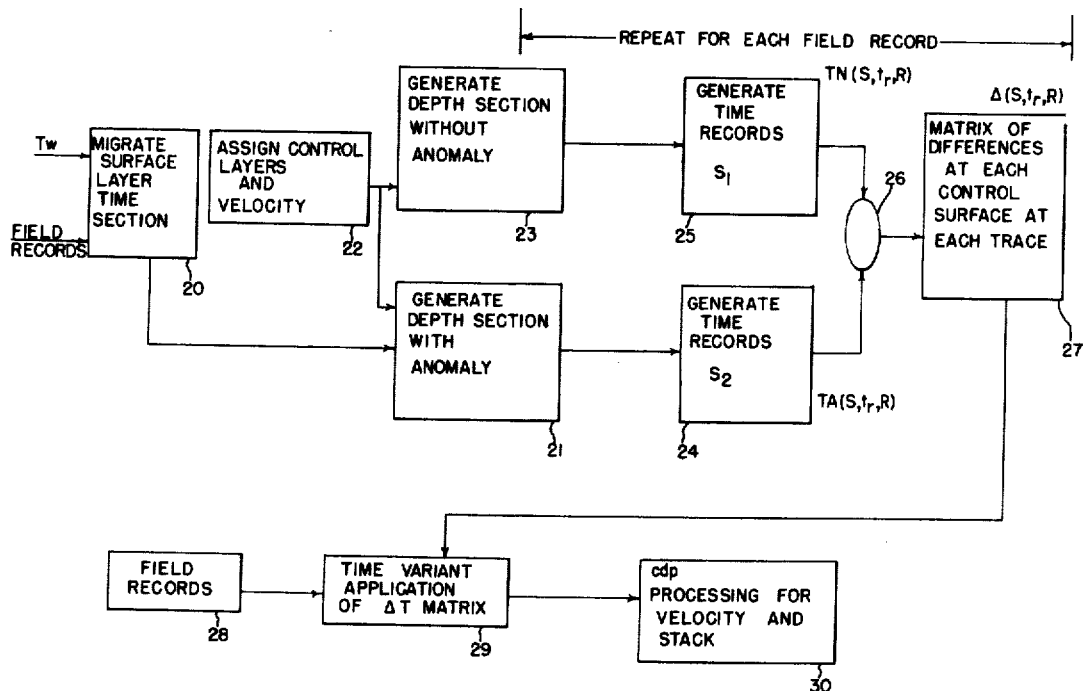 REPEAT FOR EACH FIELD RECORD
TN (S,tr,R)
Δ(S,tr,R)
Tw
FIELD
RECORDS
MIGRATE
SURFACE
LAYER
TIME
SECTION
20
ASSIGN CONTROL
LAYERS
AND
VELOCITY
22
GENERATE
DEPTH SECTION
WITHOUT
ANOMALY
23
GENERATE
TIME
RECORDS
S1
25
26
MATRIX OF
DIFFERENCES
AT EACH
CONTROL
SURFACE AT
EACH TRACE
27
GENERATE
DEPTH SECTION
WITH
ANOMALY
21
GENERATE
TIME
RECORDS
S2
24
TA (S,tr,R)
FIELD
RECORDS
28
TIME VARIANT
APPLICATION
OF ΔT MATRIX
29
cdp
PROCESSING FOR
VELOCITY AND
STACK
30